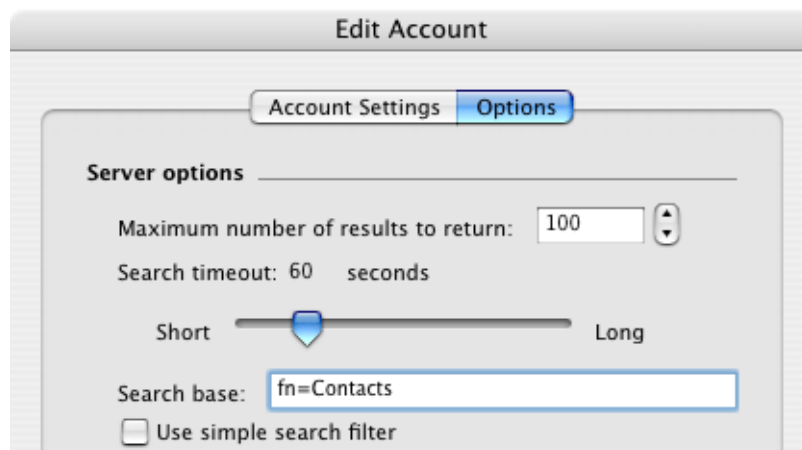 Edit Account
Account Settings Options
Server options
Maximum number of results to return: 100
Search timeout: 60 seconds
Short Long
Search base: fn=Contacts
Use simple search filter